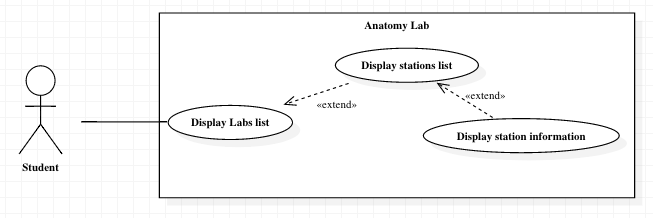 Anatomy Lab
Display stations list
«extend»
«extend»
Display Labs list
Display station information
Student